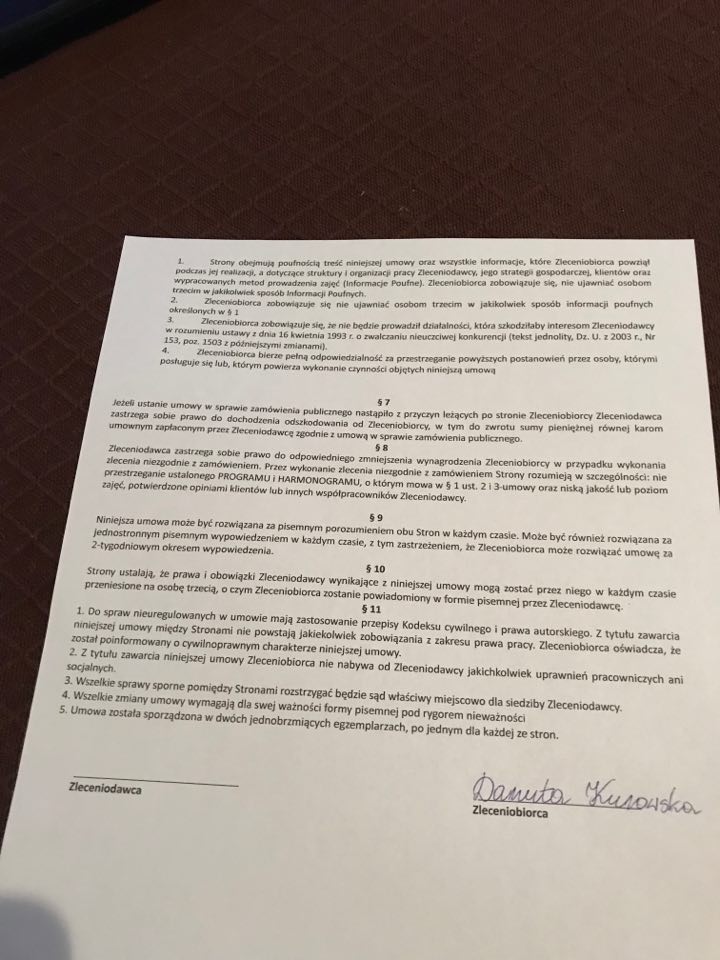 1. Strony obejmują poufnością treść niniejszej umowy oraz wszystkie informacje, które Zleceniobiorca powziął
podczas jej realizacji, a dotyczące struktury i organizacji pracy Zleceniodawcy, jego strategii gospodarczej, klientów oraz
wypracowanych metod prowadzenia zajęć (Informacje Poufne). Zleceniobiorca zobowiązuje się, nie ujawniać osobom
trzecim w jakikolwiek sposób Informacji Poufnych.
2. Zleceniobiorca zobowiązuje się nie ujawniać osobom trzecim w jakikolwiek sposób informacji poufnych
określonych w § 1
3. Zleceniobiorca zobowiązuje się, że nie będzie prowadził działalności, która szkodziłaby interesom Zleceniodawcy
w rozumieniu ustawy z dnia 16 kwietnia 1993 r. o zwalczaniu nieuczciwej konkurencji (tekst jednolity, Dz. U. z 2003 r., Nr
153, poz. 1503 z późniejszymi zmianami).
4. Zleceniobiorca bierze pełną odpowiedzialność za przestrzeganie powyższych postanowień przez osoby, którymi
posługuje się lub, którym powierza wykonanie czynności objętych niniejszą umową
§ 7
Jeżeli ustanie umowy w sprawie zamówienia publicznego nastąpiło z przyczyn leżących po stronie Zleceniobiorcy Zleceniodawca
zastrzega sobie prawo do dochodzenia odszkodowania od Zleceniobiorcy, w tym do zwrotu sumy pieniężnej równej karom
umownym zapłaconym przez Zleceniodawcę zgodnie z umową w sprawie zamówienia publicznego.
§ 8
Zleceniodawca zastrzega sobie prawo do odpowiedniego zmniejszenia wynagrodzenia Zleceniobiorcy w przypadku wykonania
zlecenia niezgodnie z zamówieniem. Przez wykonanie zlecenia niezgodnie z zamówieniem Strony rozumieją w szczególności: nie
przestrzeganie ustalonego PROGRAMU i HARMONOGRAMU, o którym mowa w § 1 ust. 2 i 3-umowy oraz niską jakość lub poziom
zajęć, potwierdzone opiniami klientów lub innych współpracowników Zleceniodawcy.
§ 9
Niniejsza umowa może być rozwiązana za pisemnym porozumieniem obu Stron w każdym czasie. Może być również rozwiązana za
jednostronnym pisemnym wypowiedzeniem w każdym czasie, z tym zastrzeżeniem, że Zleceniobiorca może rozwiązać umowę za
2-tygodniowym okresem wypowiedzenia.
§ 10
Strony ustalają, że prawa i obowiązki Zleceniodawcy wynikające z niniejszej umowy mogą zostać przez niego w każdym czasie
przeniesione na osobę trzecią, o czym Zleceniobiorca zostanie powiadomiony w formie pisemnej przez Zleceniodawcę.
§ 11
1. Do spraw nieuregulowanych w umowie mają zastosowanie przepisy Kodeksu cywilnego i prawa autorskiego. Z tytułu zawarcia
niniejszej umowy między Stronami nie powstają jakiekolwiek zobowiązania z zakresu prawa pracy. Zleceniobiorca oświadcza, że
został poinformowany o cywilnoprawnym charakterze niniejszej umowy.
2. Z tytułu zawarcia niniejszej umowy Zleceniobiorca nie nabywa od Zleceniodawcy jakichkolwiek uprawnień pracowniczych ani
socjalnych.
3. Wszelkie sprawy sporne pomiędzy Stronami rozstrzygać będzie sąd właściwy miejscowo dla siedziby Zleceniodawcy.
4. Wszelkie zmiany umowy wymagają dla swej ważności formy pisemnej pod rygorem nieważności
5. Umowa została sporządzona w dwóch jednobrzmiących egzemplarzach, po jednym dla każdej ze stron.
Danuta Kurowska
Zleceniodawca
Zleceniobiorca